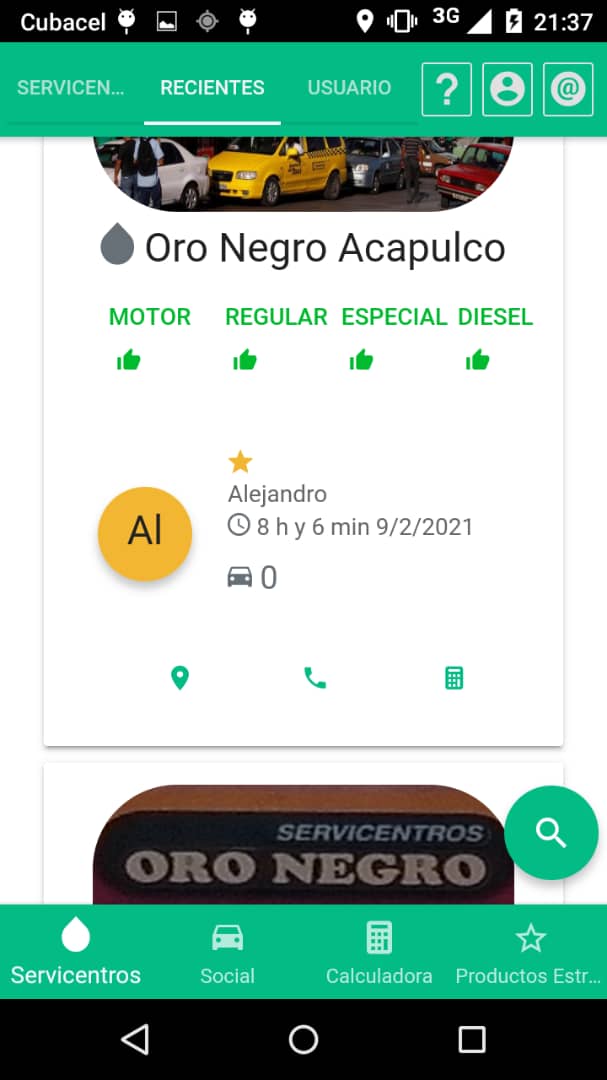 Cubacel 3G 21:37
SERVICEN… RECIENTES USUARIO ? @
Oro Negro Acapulco
MOTOR REGULAR ESPECIAL DIESEL
Al
Alejandro
8 h y 6 min 9/2/2021
0
SERVICENTROS
ORO NEGRO
Servicentros Social Calculadora Productos Estr…